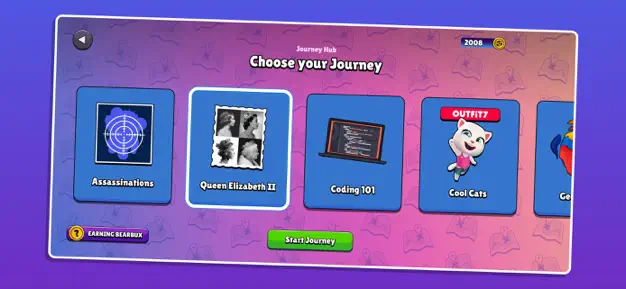 Journey Hub
2008
Choose your Journey
OUTFIT7
Assassinations
Queen Elizabeth II
Coding 101
Cool Cats
Ge
EARNING BEARBUX
Start Journey